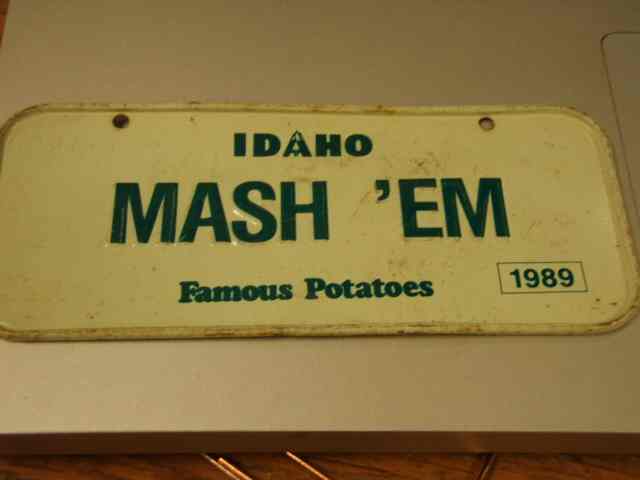 IDAHO
MASH 'EM
Famous Potatoes
1989